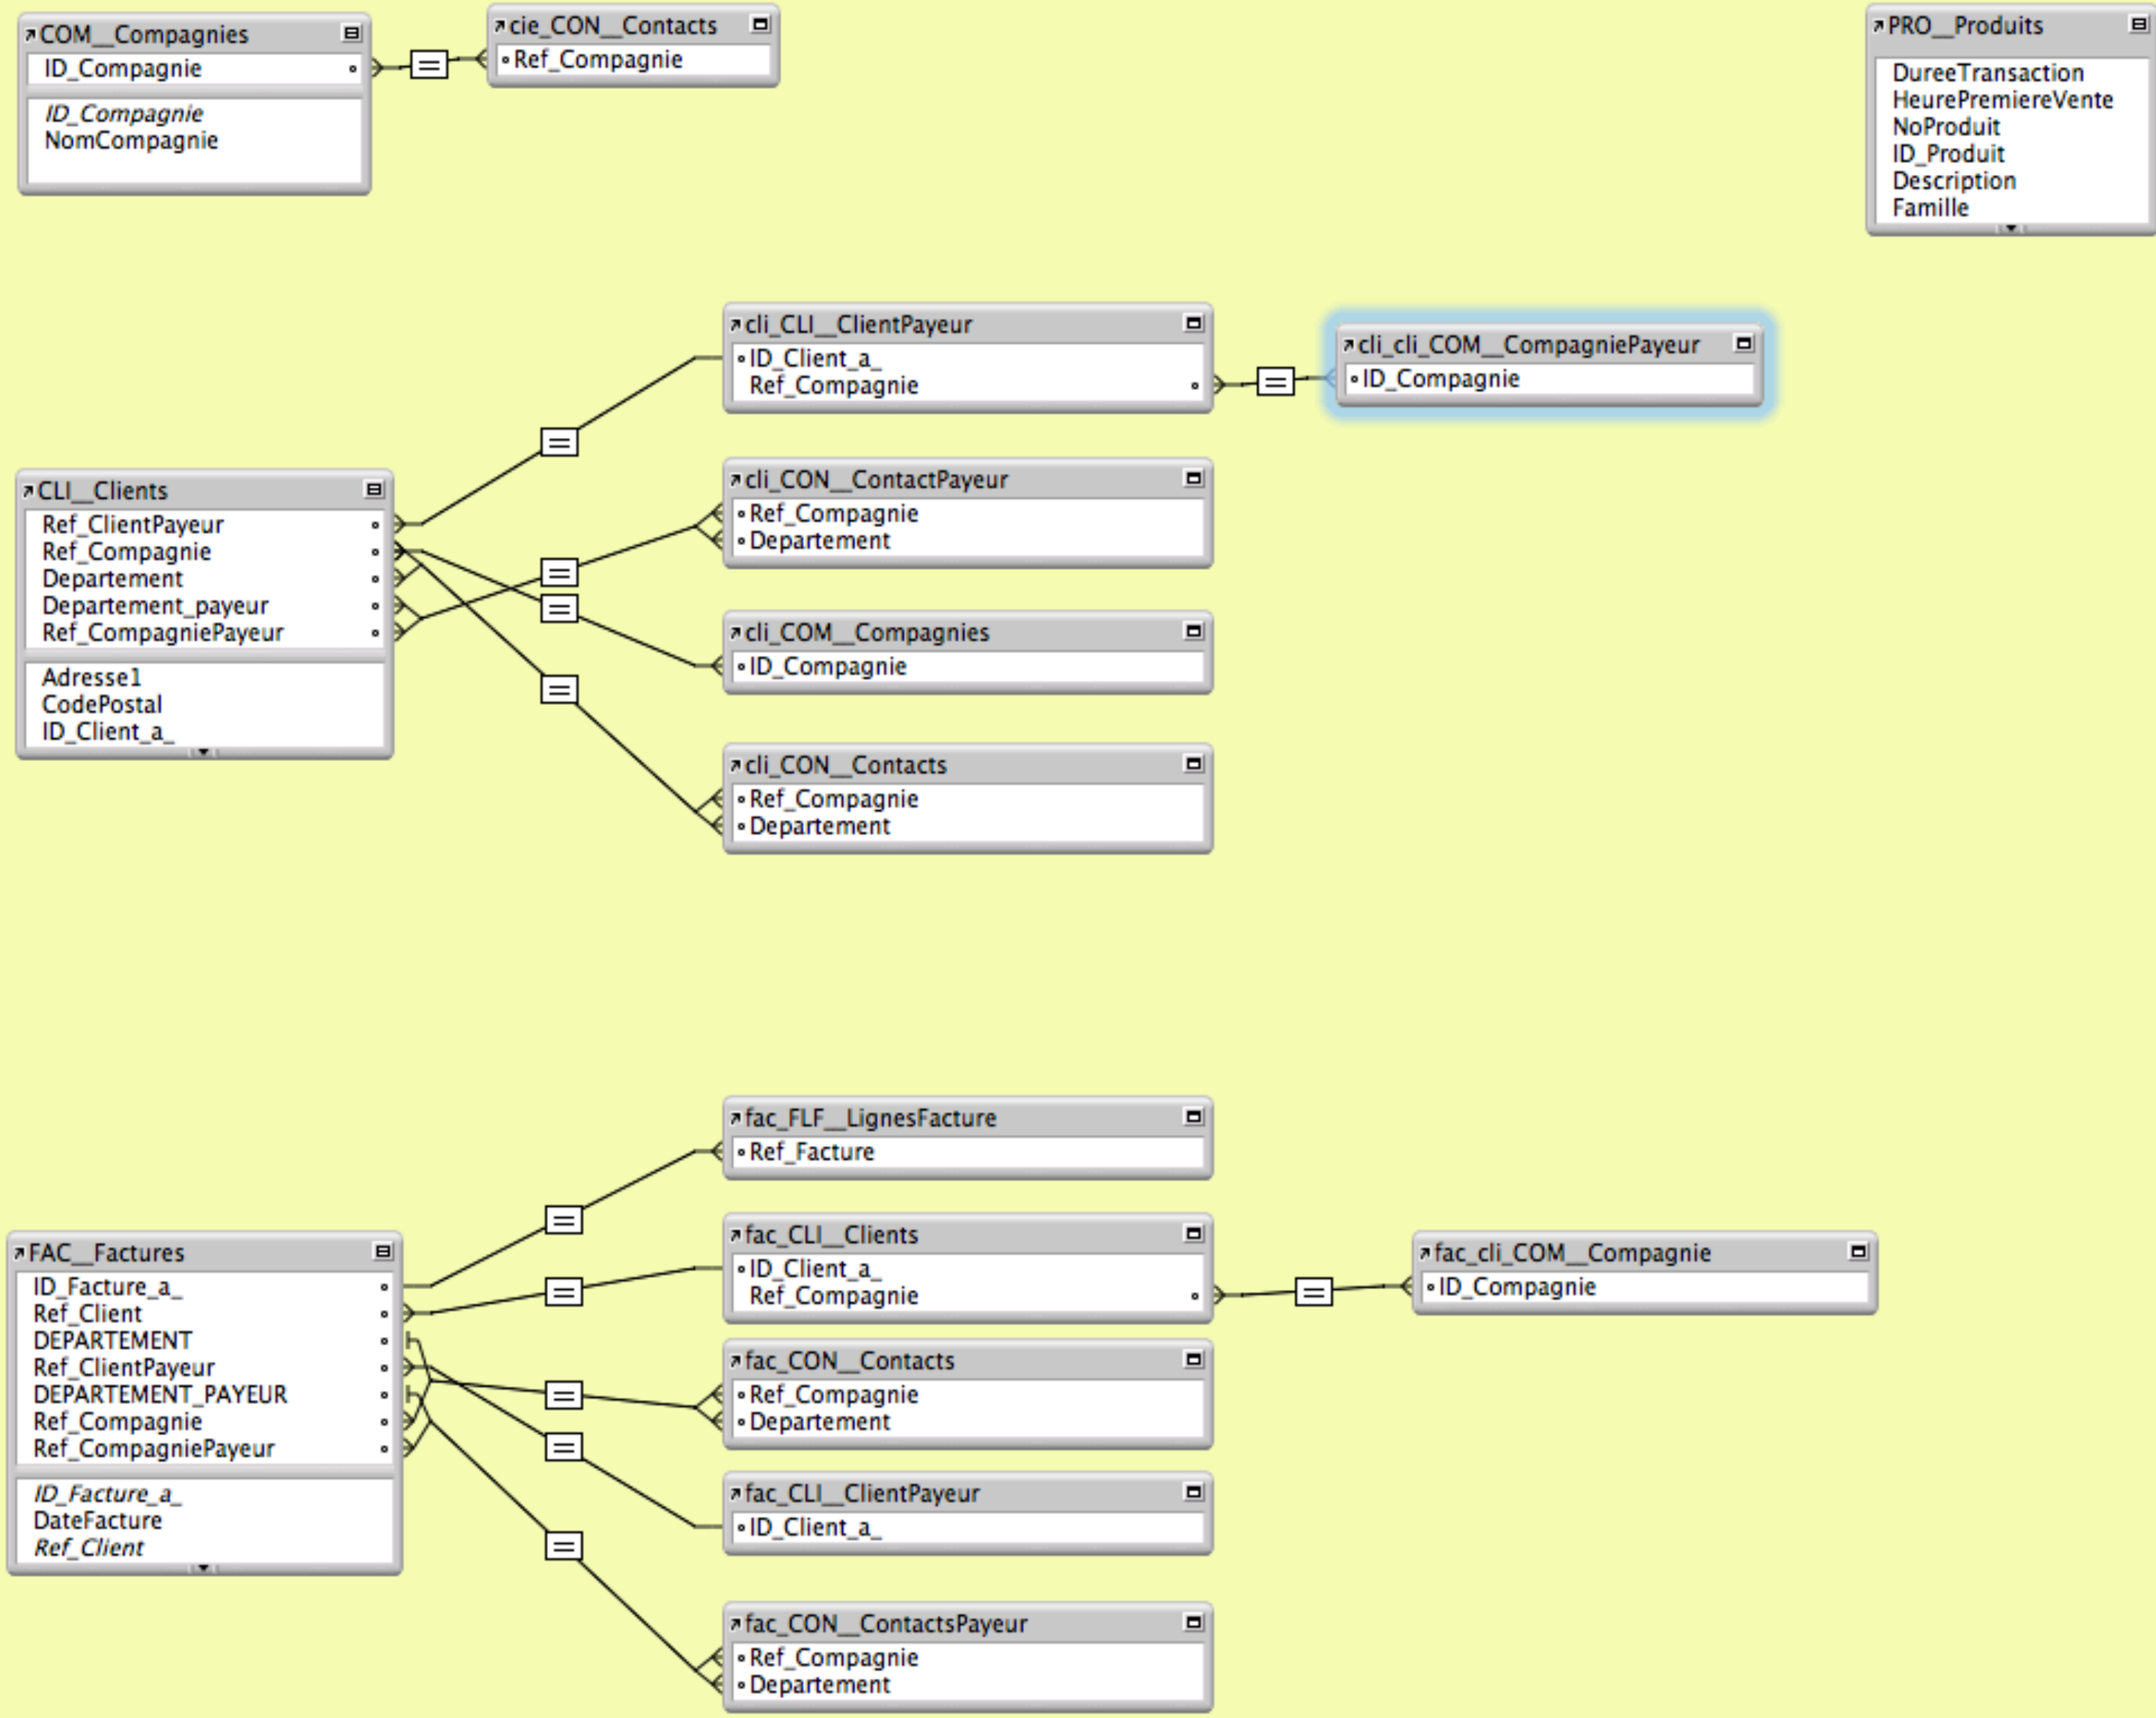 COM__Compagnies
ID_Compagnie
ID_Compagnie
NomCompagnie
cie_CON__Contacts
Ref_Compagnie
PRO__Produits
DureeTransaction
HeurePremiereVente
NoProduit
ID_Produit
Description
Famille
cli_CLI__ClientPayeur
ID_Client_a_
Ref_Compagnie
cli_cli_COM__CompagniePayeur
ID_Compagnie
CLI__Clients
Ref_ClientPayeur
Ref_Compagnie
Departement
Departement_payeur
Ref_CompagniePayeur
Adresse1
CodePostal
ID_Client_a_
cli_CON__ContactPayeur
Ref_Compagnie
Departement
cli_COM__Compagnies
ID_Compagnie
cli_CON__Contacts
Ref_Compagnie
Departement
FAC__Factures
ID_Facture_a_
Ref_Client
DEPARTEMENT
Ref_ClientPayeur
DEPARTEMENT_PAYEUR
Ref_Compagnie
Ref_CompagniePayeur
ID_Facture_a_
DateFacture
Ref_Client
fac_FLF__LignesFacture
Ref_Facture
fac_CLI__Clients
ID_Client_a_
Ref_Compagnie
fac_cli_COM__Compagnie
ID_Compagnie
fac_CON__Contacts
Ref_Compagnie
Departement
fac_CLI__ClientPayeur
ID_Client_a_
fac_CON__ContactsPayeur
Ref_Compagnie
Departement